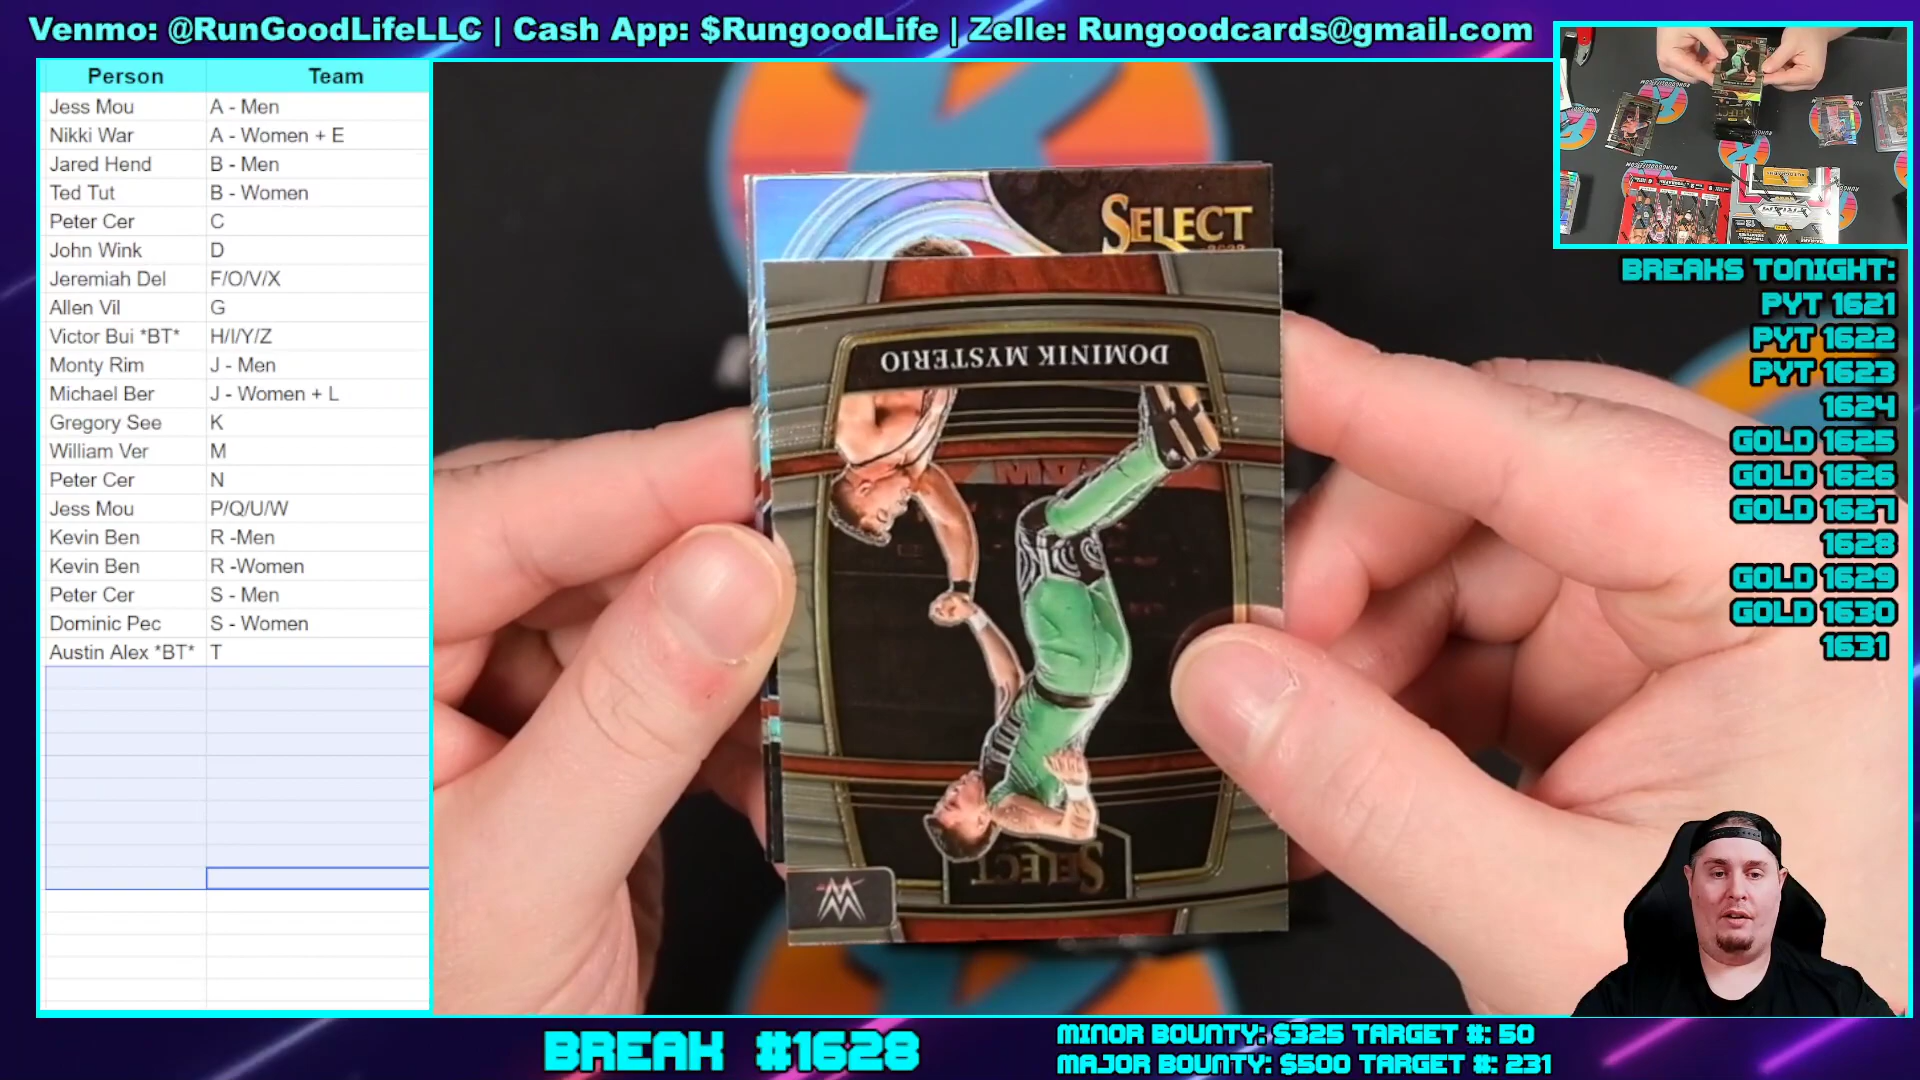 Venmo: @RunGoodLifeLLC | Cash App: $RungoodLife | Zelle: Rungoodcards@gmail.com
Person Team
Jess Mou A - Men
Nikki War A - Women + E
Jared Hend B - Men
Ted Tut B - Women
Peter Cer C
John Wink D
Jeremiah Del F/O/V/X
Allen Vil G
Victor Bui *BT* H/I/Y/Z
Monty Rim J - Men
Michael Ber J - Women + L
Gregory See K
William Ver M
Peter Cer N
Jess Mou P/Q/U/W
Kevin Ben R -Men
Kevin Ben R -Women
Peter Cer S - Men
Dominic Pec S - Women
Austin Alex *BT* T
SELECT
DOMINIK MYSTERIO
SELECT
BREAKS TONIGHT:
PYT 1621
PYT 1622
PYT 1623
1624
GOLD 1625
GOLD 1626
GOLD 1627
1628
GOLD 1629
GOLD 1630
1631
BREAK #1628
MINOR BOUNTY: $325 TARGET #: 50
MAJOR BOUNTY: $500 TARGET #: 231